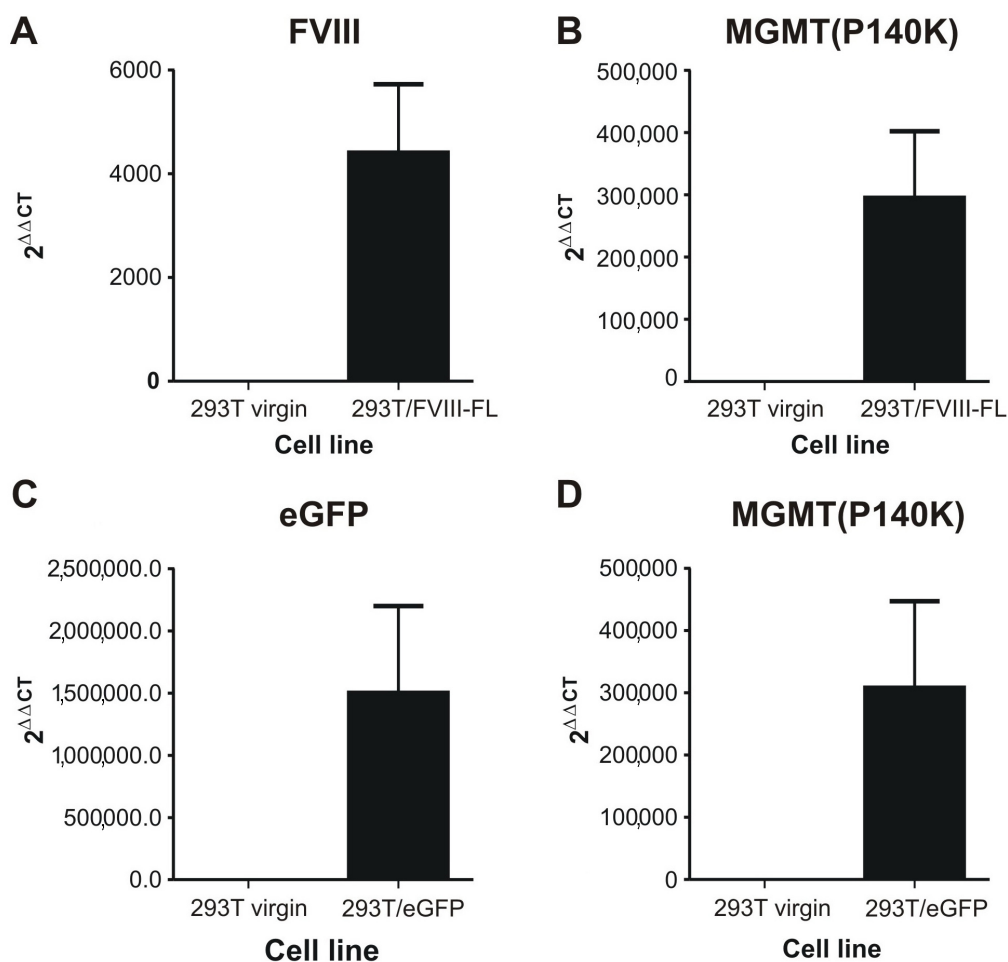 A
FVIII
6000
4000
2000
0
2ΔΔCT
293T virgin
293T/FVIII-FL
Cell line
B
MGMT(P140K)
500,000
400,000
300,000
200,000
100,000
0
2ΔΔCT
293T virgin
293T/FVIII-FL
Cell line
C
eGFP
2,500,000.0
2,000,000.0
1,500,000.0
1,000,000.0
500,000.0
0.0
2ΔΔCT
293T virgin
293T/eGFP
Cell line
D
MGMT(P140K)
500,000
400,000
300,000
200,000
100,000
0
2ΔΔCT
293T virgin
293T/eGFP
Cell line